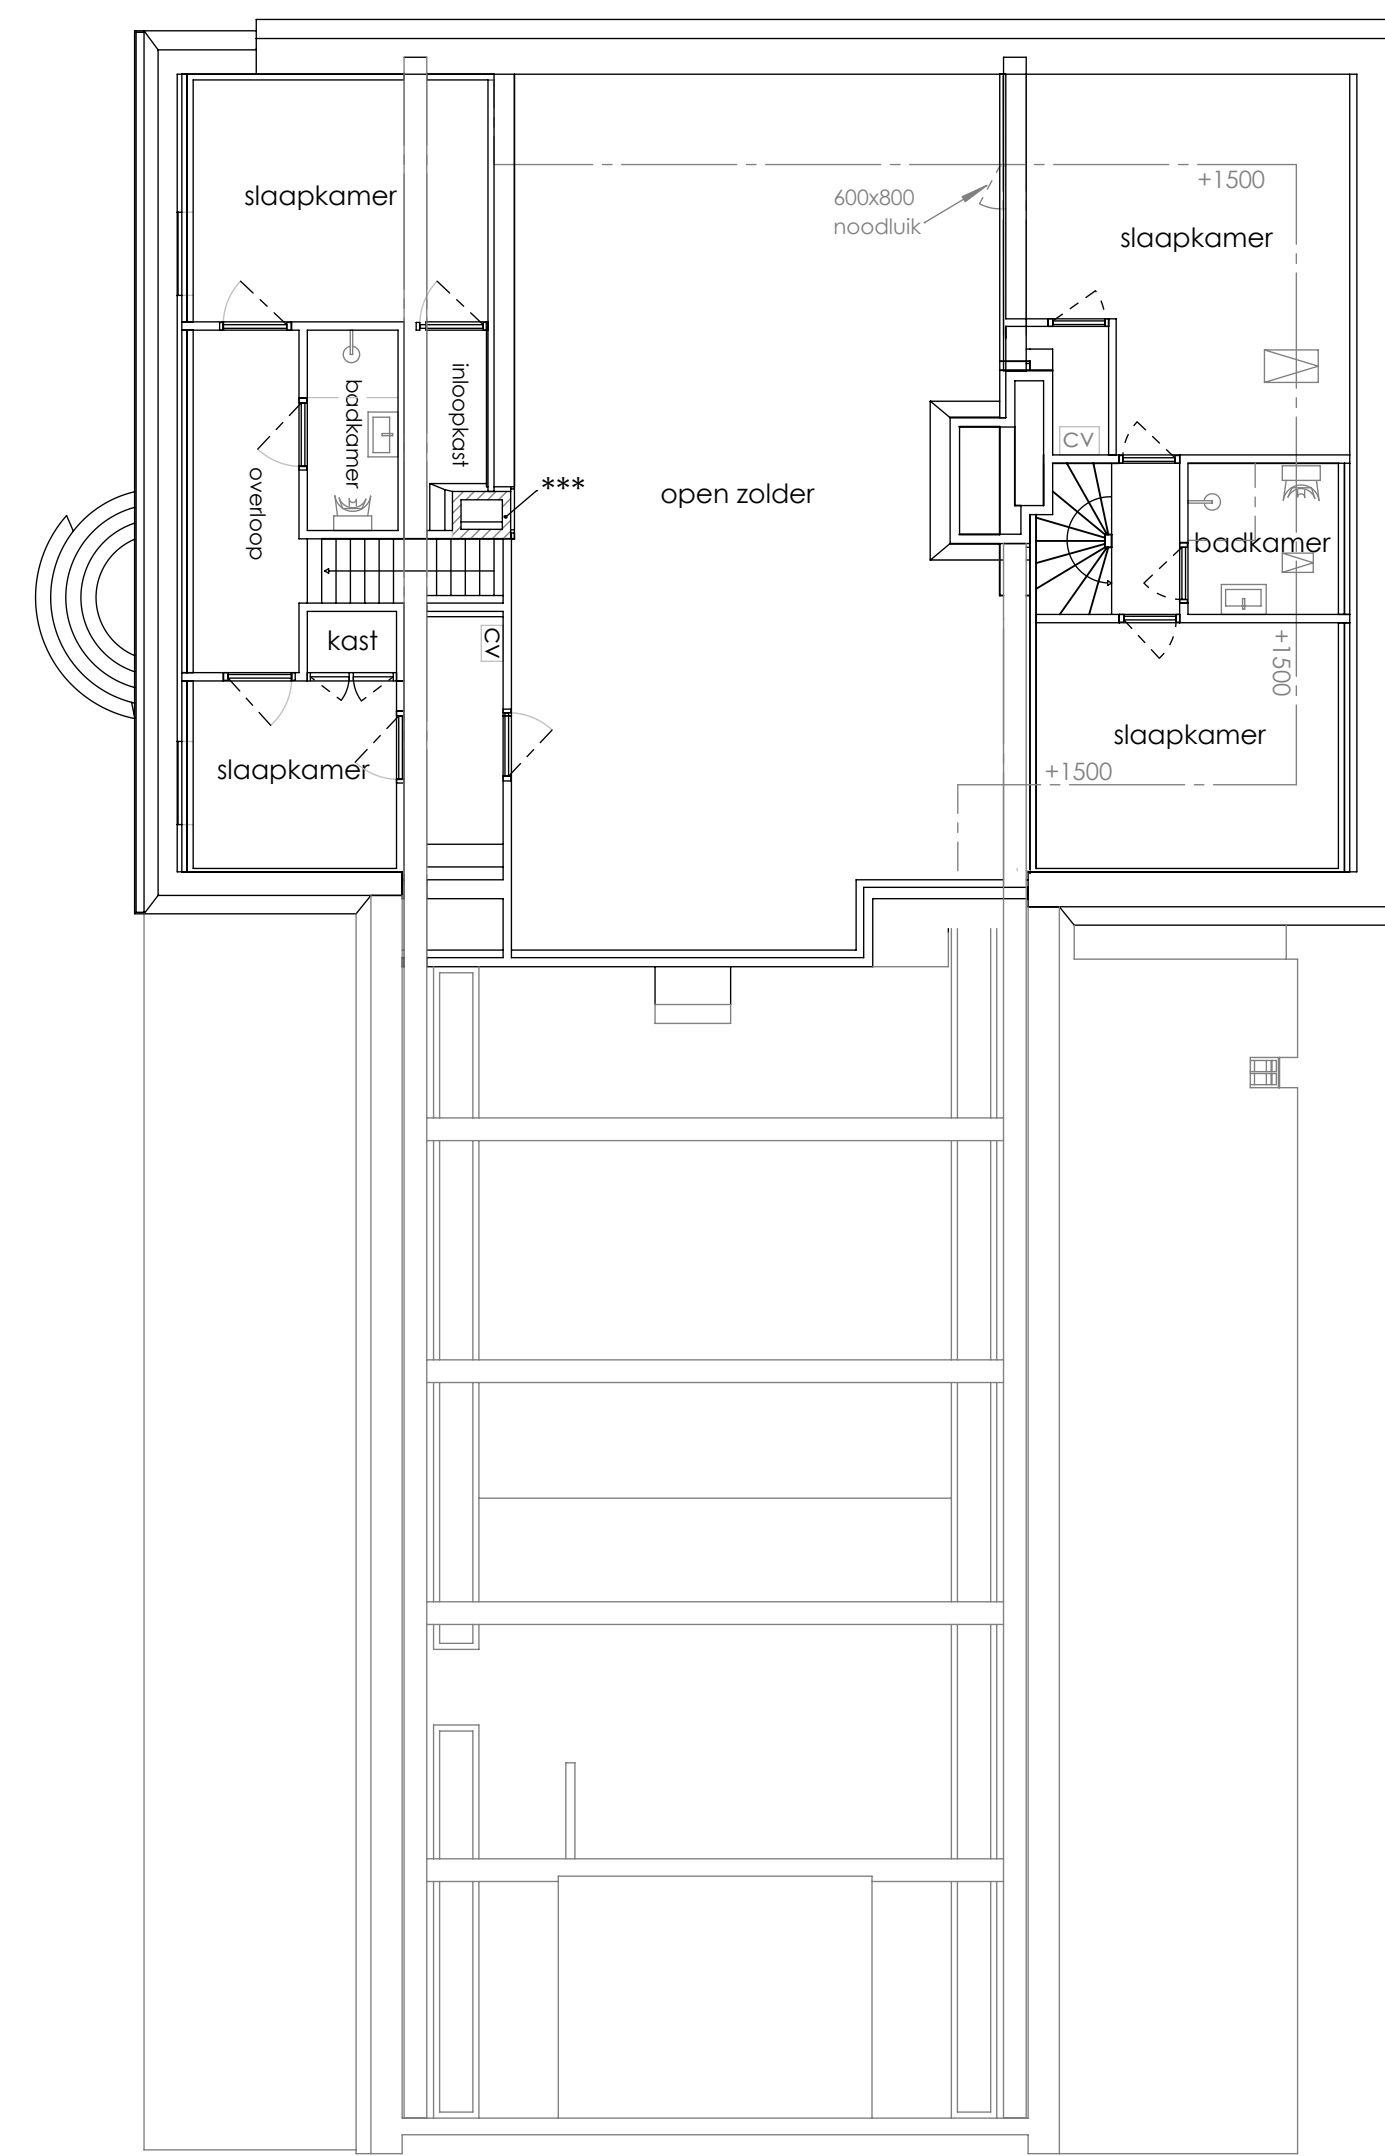 slaapkamer
600x800
noodluik
+1500
slaapkamer
inloopkast
badkamer
overloop
***
open zolder
CV
badkamer
kast
CV
+1500
slaapkamer
slaapkamer
+1500